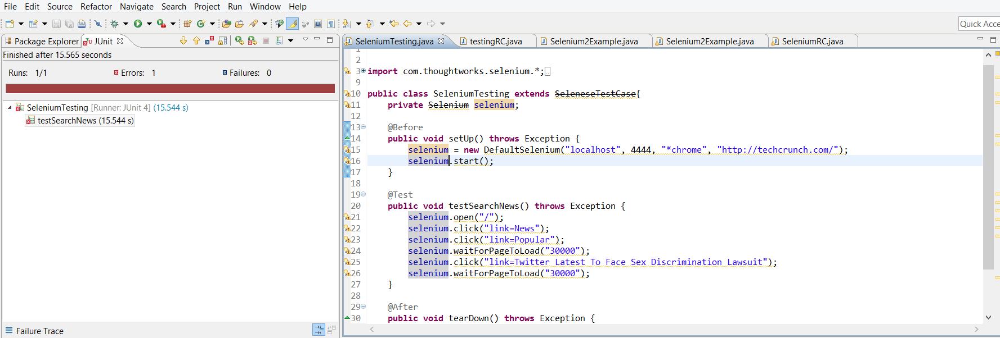 File Edit Source Refactor Navigate Search Project Run Window Help
Quick Acce
Package Explorer JUnit
Finished after 15.565 seconds
Runs: 1/1 Errors: 1 Failures: 0
SeleniumTesting [Runner: JUnit 4] (15.544 s)
testSearchNews (15.544 s)
Failure Trace
SeleniumTesting.java testingRC.java Selenium2Example.java Selenium2Example.java SeleniumRC.java
1
2
3 import com.thoughtworks.selenium.*;
9
10 public class SeleniumTesting extends SeleneseTestCase{
11 private Selenium selenium;
12
13 @Before
14 public void setUp() throws Exception {
15 selenium = new DefaultSelenium("localhost", 4444, "*chrome", "http://techcrunch.com/");
16 selenium.start();
17 }
18
19 @Test
20 public void testSearchNews() throws Exception {
21 selenium.open("/");
22 selenium.click("link=News");
23 selenium.click("link=Popular");
24 selenium.waitForPageToLoad("30000");
25 selenium.click("link=Twitter Latest To Face Sex Discrimination Lawsuit");
26 selenium.waitForPageToLoad("30000");
27 }
28
29 @After
30 public void tearDown() throws Exception {